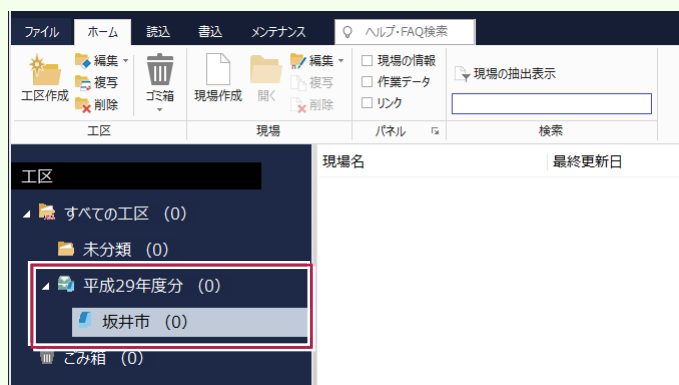 ファイル ホーム 読込 書込 メンテナンス ヘルプ・FAQ検索
工区作成 編集 複写 削除 ゴミ箱 現場作成 開く 編集 複写 削除 現場の情報 作業データ リンク 現場の抽出表示
工区 現場 パネル 検索
工区 現場名 最終更新日
すべての工区 (0)
未分類 (0)
平成29年度分 (0)
坂井市 (0)
ごみ箱 (0)